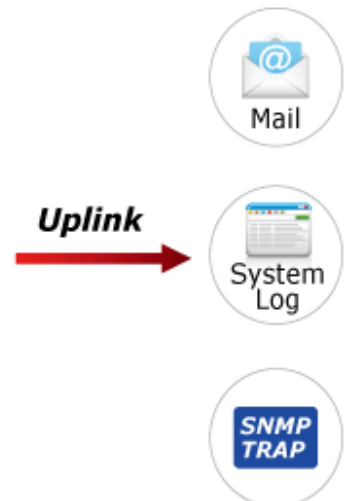 @
Mail
Uplink
System
Log
SNMP
TRAP